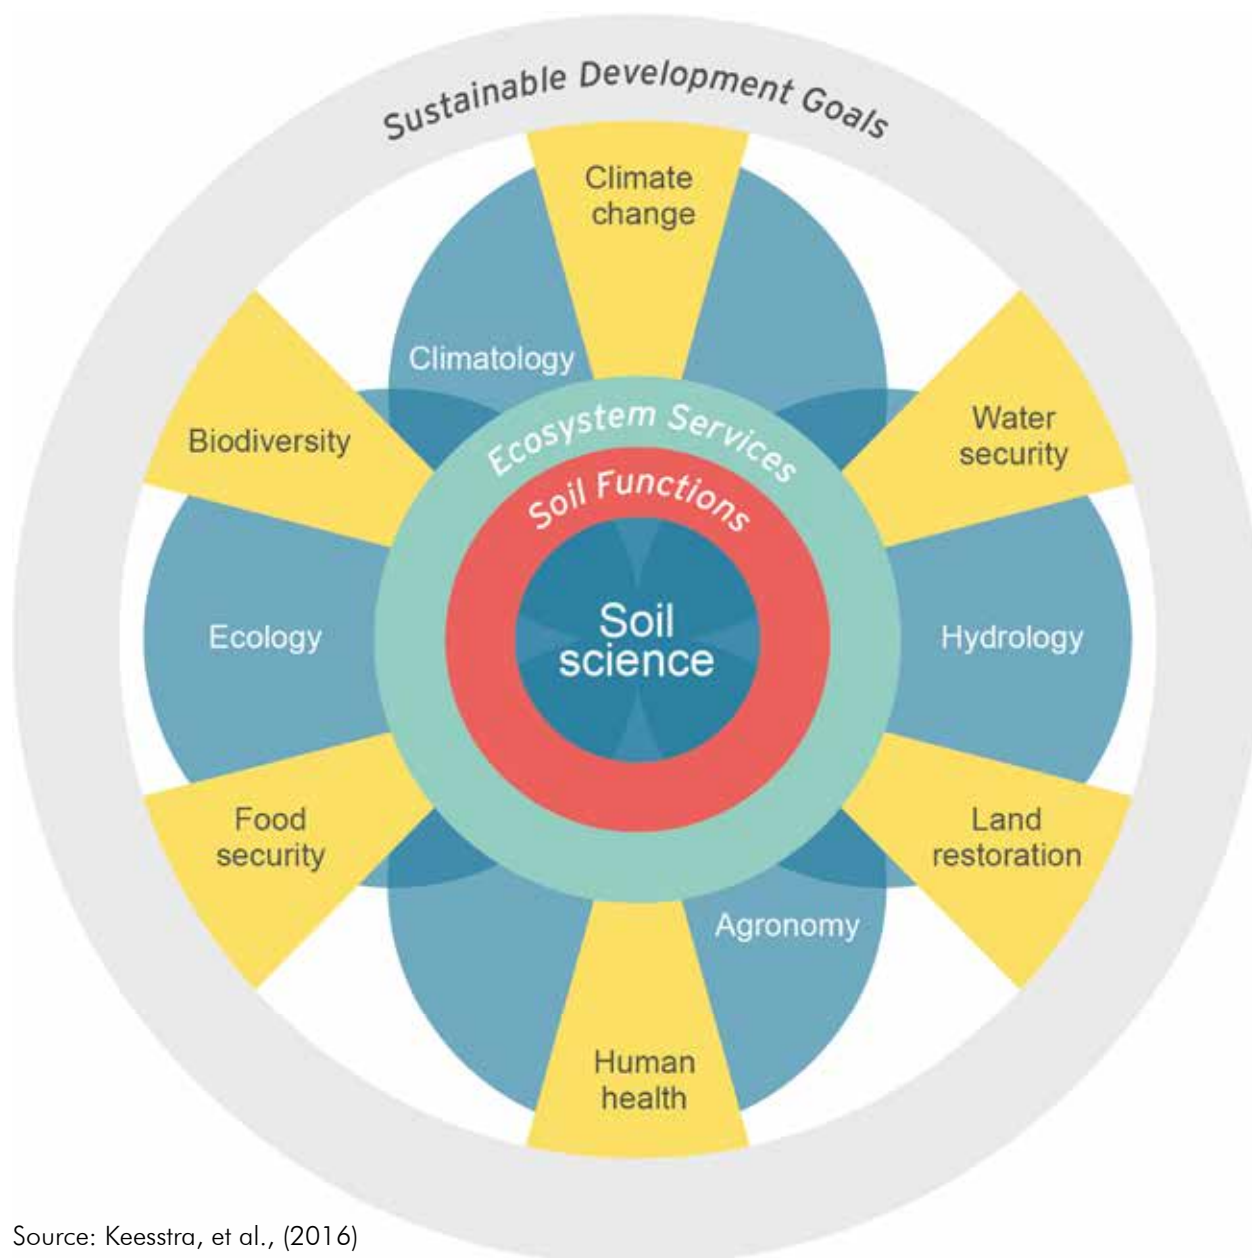 Sustainable Development Goals
Climate
change
Climatology
Biodiversity
Water
security
Ecosystem Services
Soil Functions
Soil
science
Ecology
Hydrology
Food
security
Land
restoration
Agronomy
Human
health
Source: Keesstra, et al., (2016)